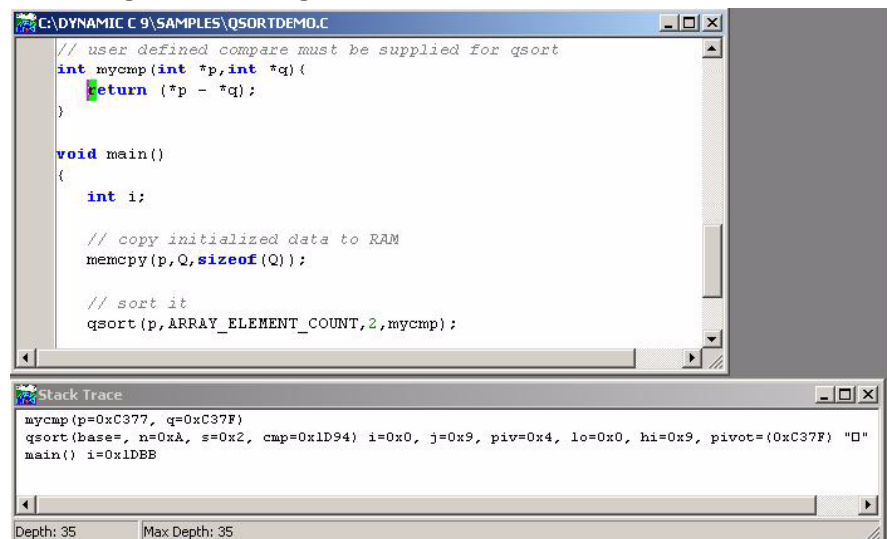 C:\DYNAMIC C 9\SAMPLES\QSORTDEMO.C
// user defined compare must be supplied for qsort
int mycmp(int *p,int *q){
return (*p - *q);
}
void main()
{
int i;
// copy initialized data to RAM
memcpy(p,Q,sizeof(Q));
// sort it
qsort(p,ARRAY_ELEMENT_COUNT,2,mycmp);
Stack Trace
mycmp(p=0xC377, q=0xC37F)
qsort(base=, n=0xA, s=0x2, cmp=0x1D94) i=0x0, j=0x9, piv=0x4, lo=0x0, hi=0x9, pivot=(0xC37F) "□"
main() i=0x1DBB
Depth: 35 Max Depth: 35